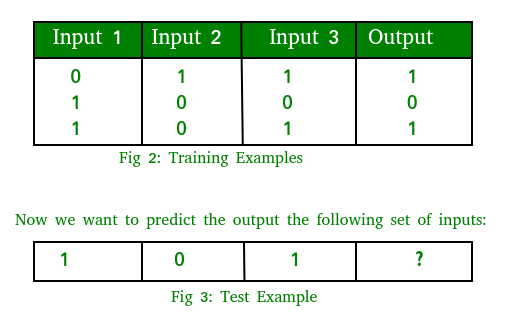 Input 1 Input 2 Input 3 Output
0 1 1 1
1 0 0 0
1 0 1 1
Fig 2: Training Examples
Now we want to predict the output the following set of inputs:
1 0 1 ?
Fig 3: Test Example